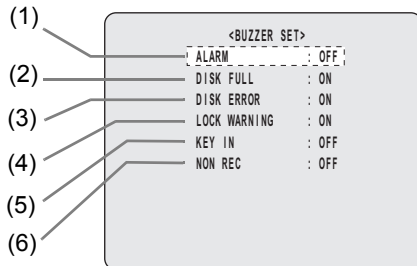 <BUZZER SET>
(1) ALARM : OFF
(2) DISK FULL : ON
(3) DISK ERROR : ON
(4) LOCK WARNING : ON
(5) KEY IN : OFF
(6) NON REC : OFF